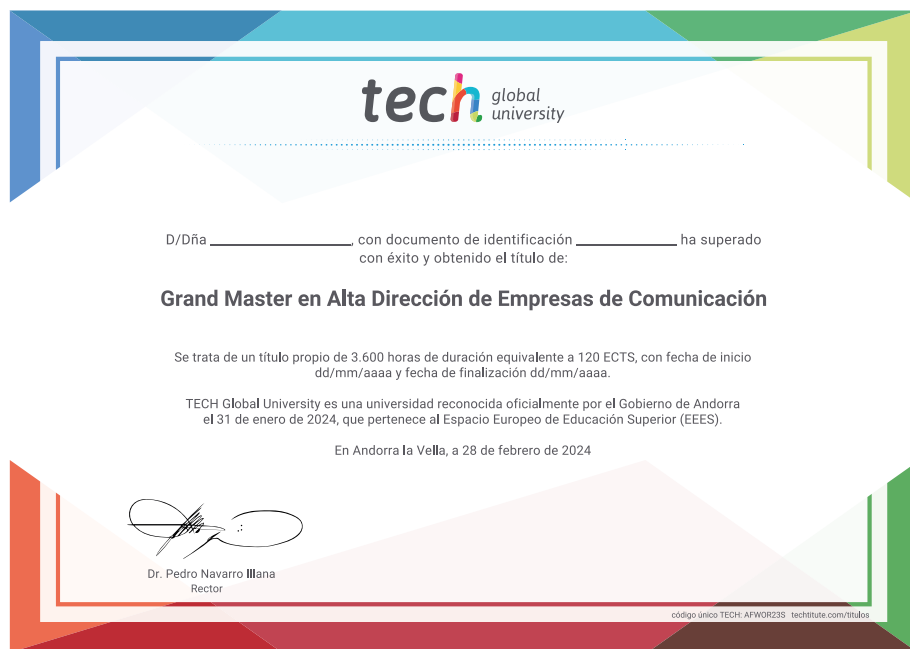 tech global university
D/Dña ____________________, con documento de identificación ______________ ha superado
con éxito y obtenido el título de:
Grand Master en Alta Dirección de Empresas de Comunicación
Se trata de un título propio de 3.600 horas de duración equivalente a 120 ECTS, con fecha de inicio
dd/mm/aaaa y fecha de finalización dd/mm/aaaa.
TECH Global University es una universidad reconocida oficialmente por el Gobierno de Andorra
el 31 de enero de 2024, que pertenece al Espacio Europeo de Educación Superior (EEES).
En Andorra la Vella, a 28 de febrero de 2024
Dr. Pedro Navarro Illana
Rector
código único TECH: AFWOR23S techtitute.com/titulos